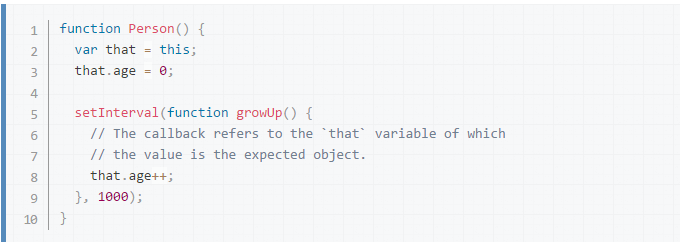 1 function Person() {
2   var that = this;
3   that.age = 0;
4
5   setInterval(function growUp() {
6     // The callback refers to the `that` variable of which
7     // the value is the expected object.
8     that.age++;
9   }, 1000);
10 }